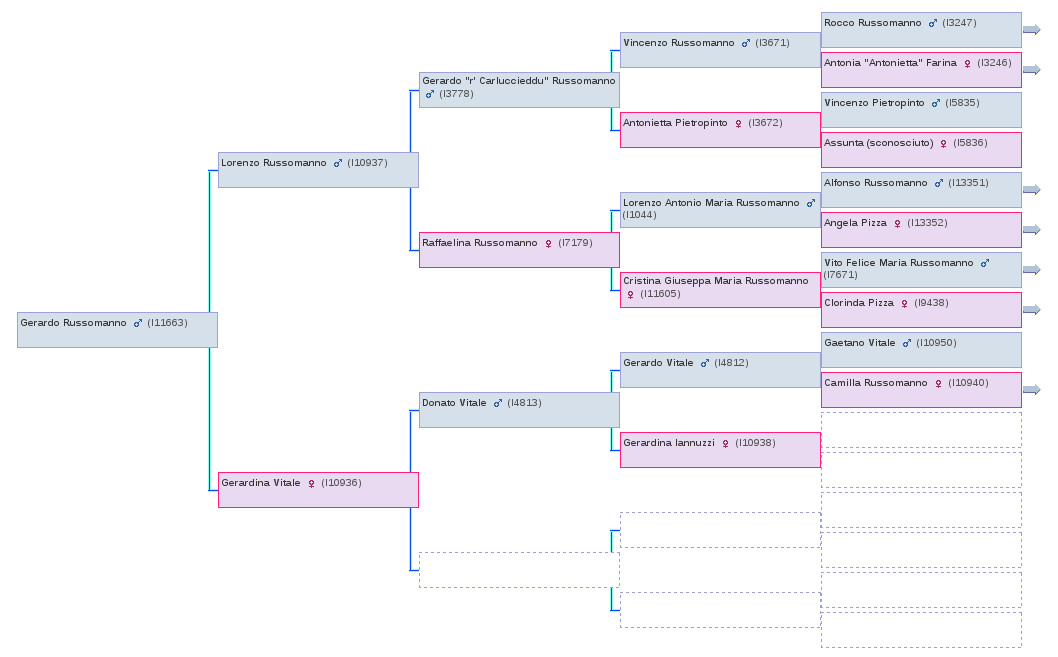 Rocco Russomanno ♂ (I3247)
Vincenzo Russomanno ♂ (I3671)
Antonia "Antonietta" Farina ♀ (I3246)
Gerardo "r' Carluccieddu" Russomanno
♂ (I3778)
Vincenzo Pietropinto ♂ (I5835)
Antonietta Pietropinto ♀ (I3672)
Assunta (sconosciuto) ♀ (I5836)
Lorenzo Russomanno ♂ (I10937)
Alfonso Russomanno ♂ (I13351)
Lorenzo Antonio Maria Russomanno ♂
(I1044)
Angela Pizza ♀ (I13352)
Raffaelina Russomanno ♀ (I7179)
Vito Felice Maria Russomanno ♂
(I7671)
Cristina Giuseppa Maria Russomanno
♀ (I11605)
Clorinda Pizza ♀ (I9438)
Gerardo Russomanno ♂ (I11663)
Gaetano Vitale ♂ (I10950)
Gerardo Vitale ♂ (I4812)
Camilla Russomanno ♀ (I10940)
Donato Vitale ♂ (I4813)
Gerardina Iannuzzi ♀ (I10938)
Gerardina Vitale ♀ (I10936)